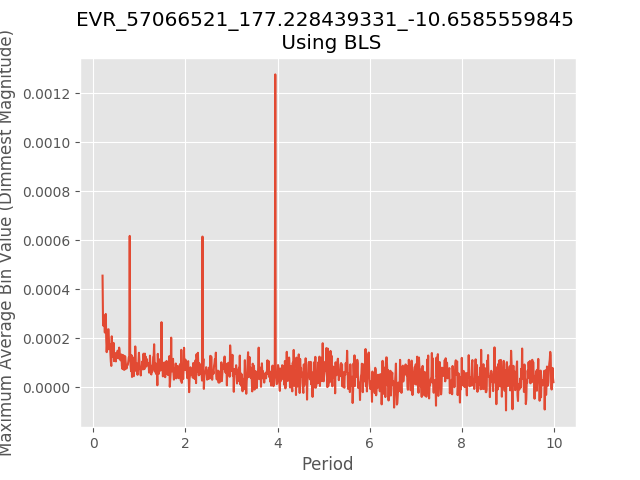 EVR_57066521_177.228439331_-10.6585559845
Using BLS
Maximum Average Bin Value (Dimmest Magnitude)
0.0012
0.0010
0.0008
0.0006
0.0004
0.0002
0.0000
0 2 4 6 8 10
Period